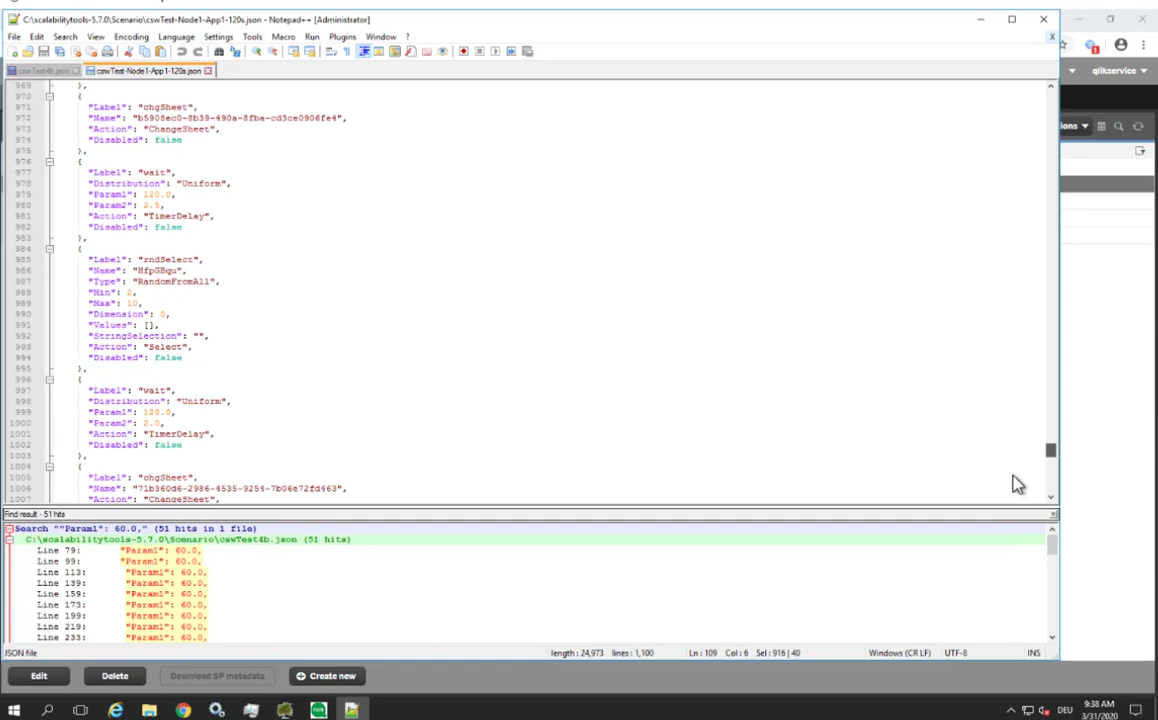 C:\scalabilitytools-5.7.0\Scenario\cswTest-Node1-App1-120s.json - Notepad++ [Administrator]
File Edit Search View Encoding Language Settings Tools Macro Run Plugins Window ? X
cswTest4b.json cswTest-Node1-App1-120s.json
qlikservice
969 },
970 {
971 "Label": "chgSheet",
972 "Name": "b5908ec0-8b39-490a-8fba-cd3ce0906fe4",
973 "Action": "ChangeSheet",
974 "Disabled": false
975 },
976 {
977 "Label": "wait",
978 "Distribution": "Uniform",
979 "Param1": 120.0,
980 "Param2": 2.5,
981 "Action": "TimerDelay",
982 "Disabled": false
983 },
984 {
985 "Label": "rndSelect",
986 "Name": "HfpGBqu",
987 "Type": "RandomFromAll",
988 "Min": 2,
989 "Max": 10,
990 "Dimension": 0,
991 "Values": [],
992 "StringSelection": "",
993 "Action": "Select",
994 "Disabled": false
995 },
996 {
997 "Label": "wait",
998 "Distribution": "Uniform",
999 "Param1": 120.0,
1000 "Param2": 2.0,
1001 "Action": "TimerDelay",
1002 "Disabled": false
1003 },
1004 {
1005 "Label": "chgSheet",
1006 "Name": "71b360d6-2986-4535-9254-7b06e72fd463",
1007 "Action": "ChangeSheet",
Find result - 51 hits
Search ""Param1": 60.0," (51 hits in 1 file)
C:\scalabilitytools-5.7.0\Scenario\cswTest4b.json (51 hits)
Line 79: "Param1": 60.0,
Line 99: "Param1": 60.0,
Line 113: "Param1": 60.0,
Line 139: "Param1": 60.0,
Line 159: "Param1": 60.0,
Line 173: "Param1": 60.0,
Line 199: "Param1": 60.0,
Line 219: "Param1": 60.0,
Line 233: "Param1": 60.0,
JSON file length : 24,973 lines : 1,100 Ln : 109 Col : 6 Sel : 916 | 40 Windows (CR LF) UTF-8 INS
Edit Delete Download SP metadata Create new
DEU 9:38 AM
3/31/2020